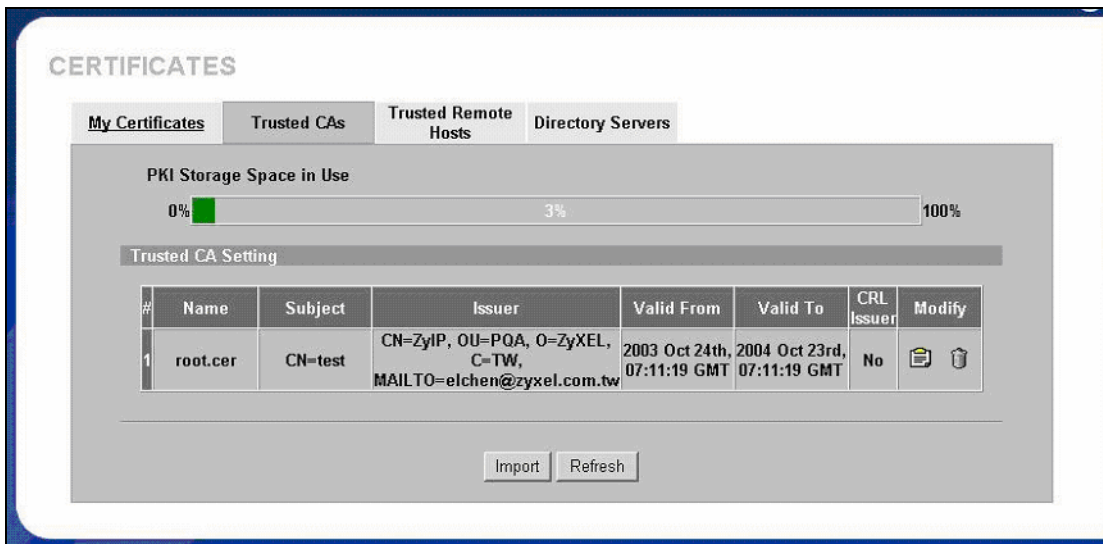 CERTIFICATES
My Certificates
Trusted CAs
Trusted Remote
Hosts
Directory Servers
PKI Storage Space in Use
0%
3%
100%
Trusted CA Setting
# Name Subject Issuer Valid From Valid To CRL Issuer Modify
1 root.cer CN=test CN=ZyIP, OU=PQA, O=ZyXEL, C=TW, MAILTO=elchen@zyxel.com.tw 2003 Oct 24th, 07:11:19 GMT 2004 Oct 23rd, 07:11:19 GMT No
Import Refresh